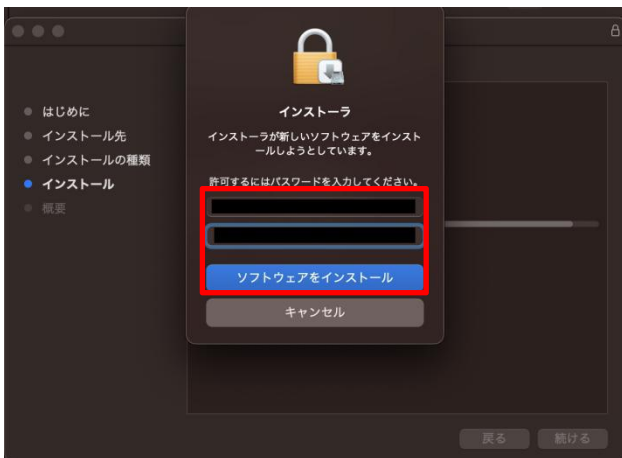 はじめに
インストール先
インストールの種類
インストール
概要
インストーラ
インストーラが新しいソフトウェアをインスト
ールしようとしています。
許可するにはパスワードを入力してください。
ソフトウェアをインストール
キャンセル
戻る
続ける